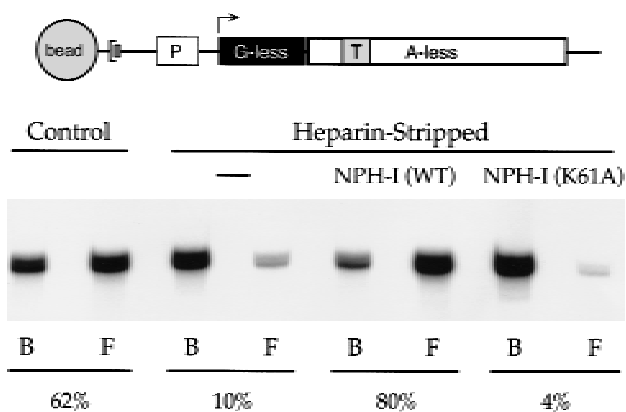 bead P G-less T A-less
Control Heparin-Stripped
— NPH-I (WT) NPH-I (K61A)
B F B F B F B F
62% 10% 80% 4%